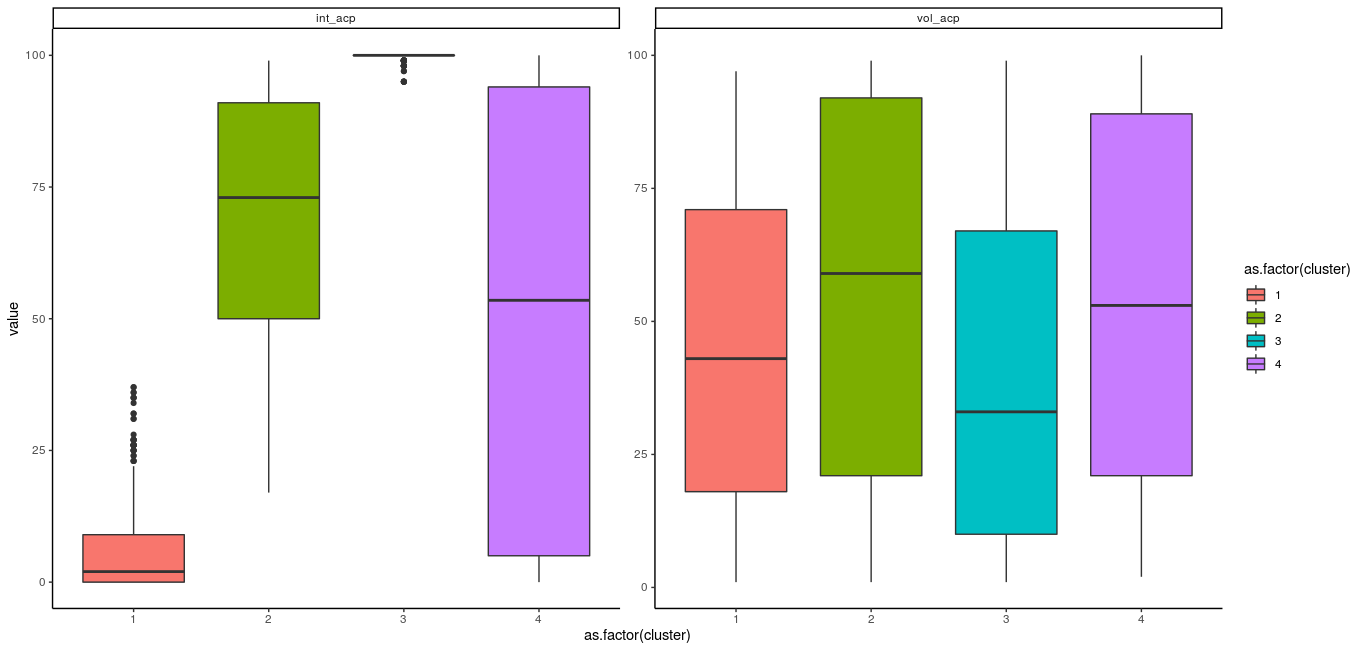 int_acp
vol_acp
value
100
75
50
25
0
100
75
50
25
0
1 2 3 4
1 2 3 4
as.factor(cluster)
as.factor(cluster)
1
2
3
4